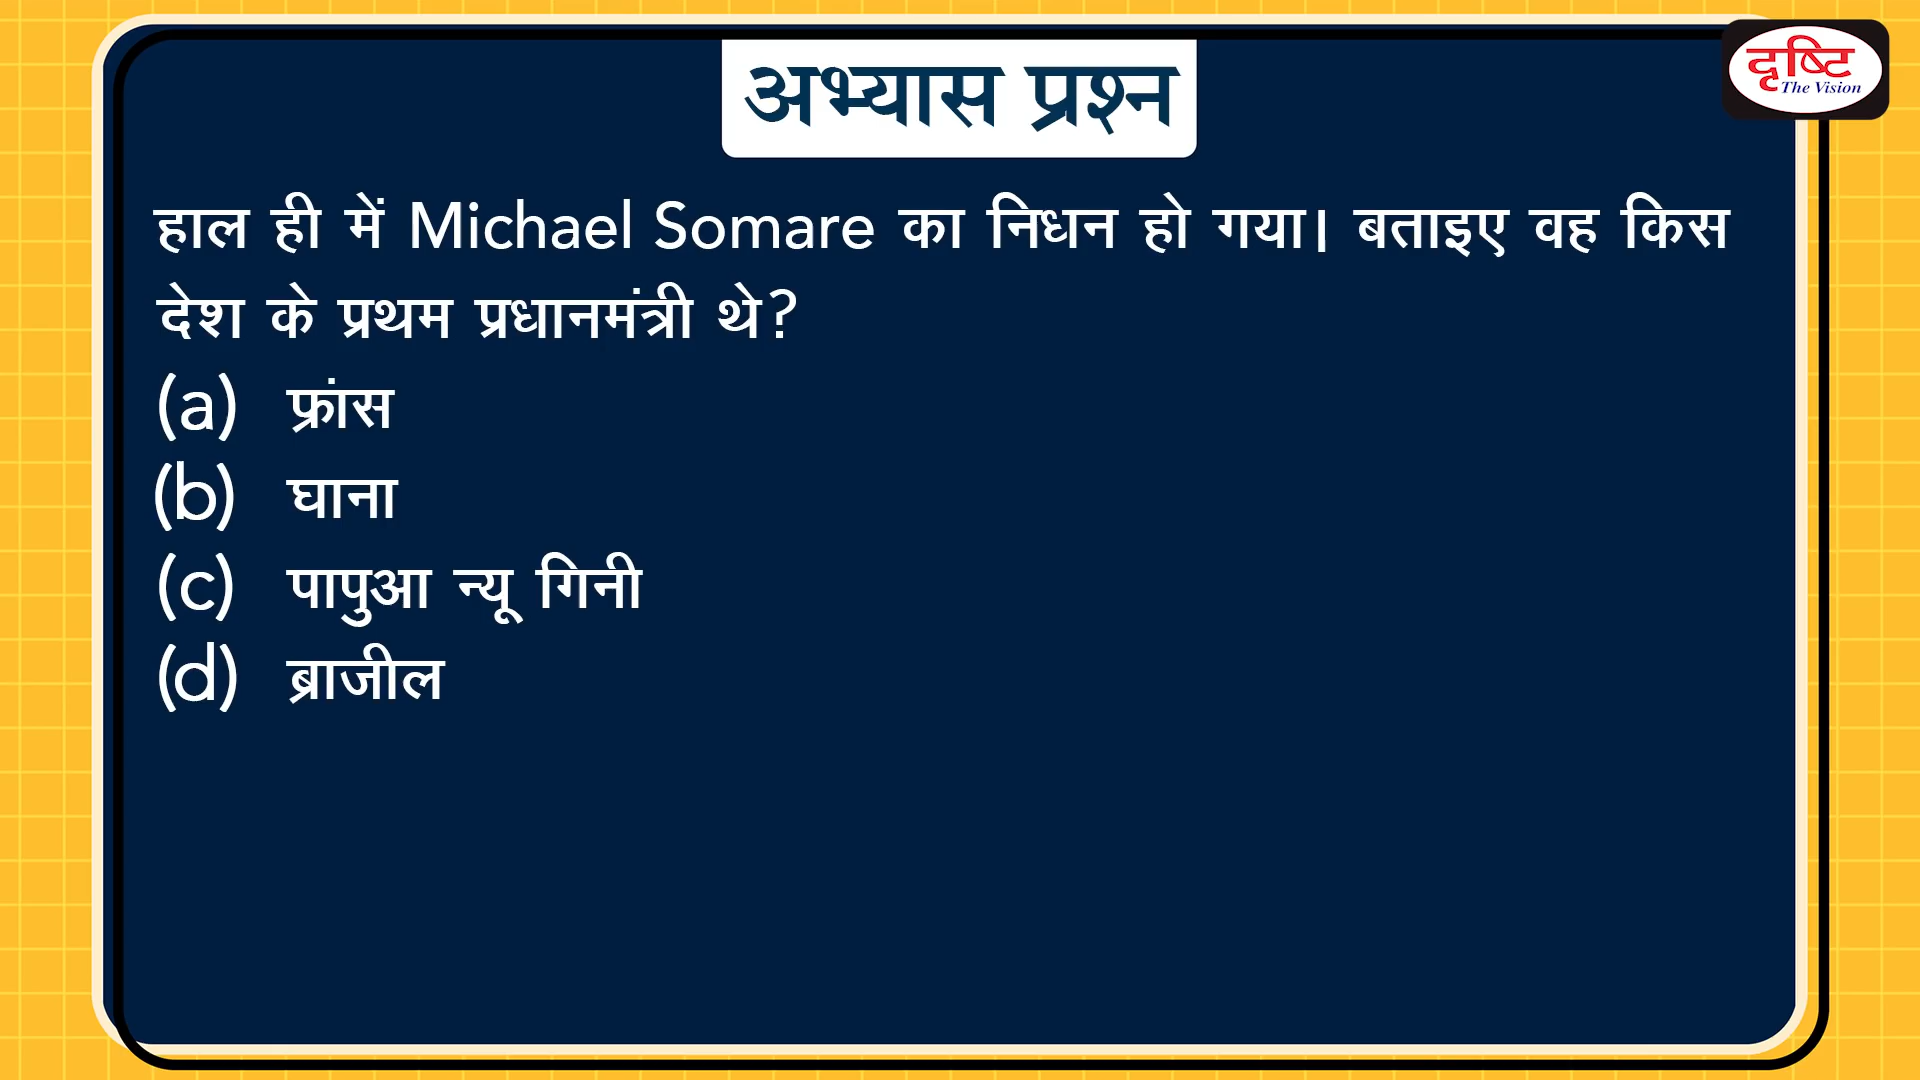 अभ्यास प्रश्न
दृष्टि
The Vision
हाल ही में Michael Somare का निधन हो गया। बताइए वह किस
देश के प्रथम प्रधानमंत्री थे?
(a) फ्रांस
(b) घाना
(c) पापुआ न्यू गिनी
(d) ब्राजील